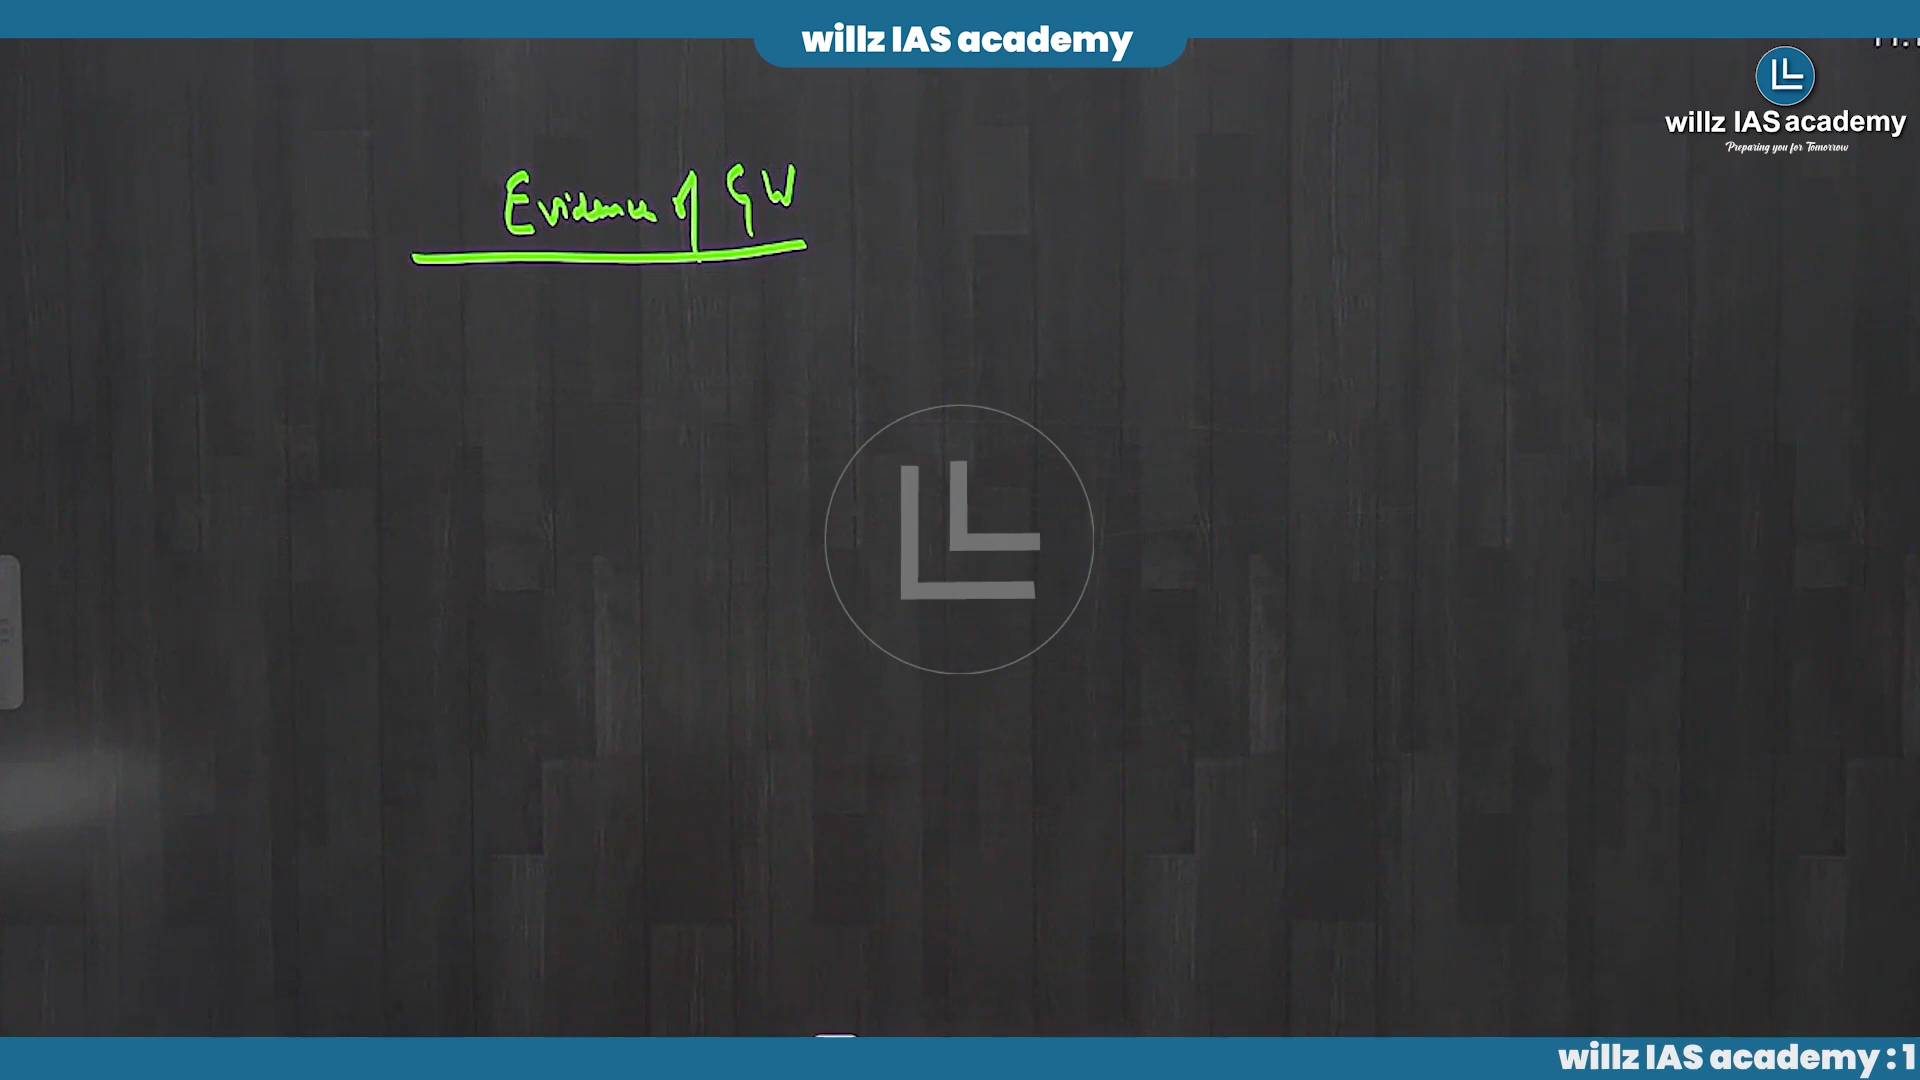 willz IAS academy
willz IAS academy
Preparing you for Tomorrow
Evidence of GW
willz IAS academy : 1